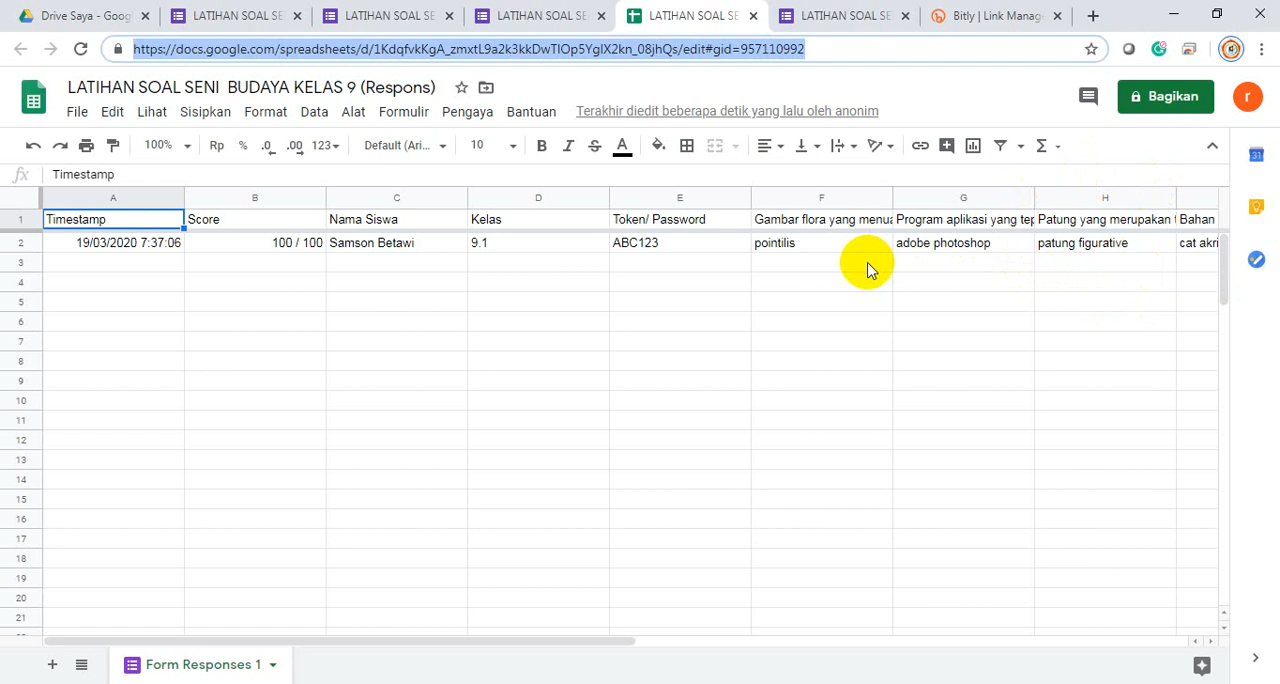 Drive Saya - Goog
LATIHAN SOAL SE
LATIHAN SOAL SE
LATIHAN SOAL SE
LATIHAN SOAL SE
LATIHAN SOAL SE
Bitly | Link Manag
https://docs.google.com/spreadsheets/d/1KdqfvkKgA_zmxtL9a2k3kkDwTlOp5YglX2kn_08jhQs/edit#gid=957110992
LATIHAN SOAL SENI BUDAYA KELAS 9 (Respons)
File Edit Lihat Sisipkan Format Data Alat Formulir Pengaya Bantuan Terakhir diedit beberapa detik yang lalu oleh anonim
Bagikan
r
100% Rp % .0 .00 123 Default (Ari... 10 B I S A Σ
fx Timestamp
A B C D E F G H
1 Timestamp Score Nama Siswa Kelas Token/ Password Gambar flora yang menua Program aplikasi yang tep Patung yang merupakan Bahan
2 19/03/2020 7:37:06 100 / 100 Samson Betawi 9.1 ABC123 pointilis adobe photoshop patung figurative cat akri
3
4
5
6
7
8
9
10
11
12
13
14
15
16
17
18
19
20
21
Form Responses 1
31